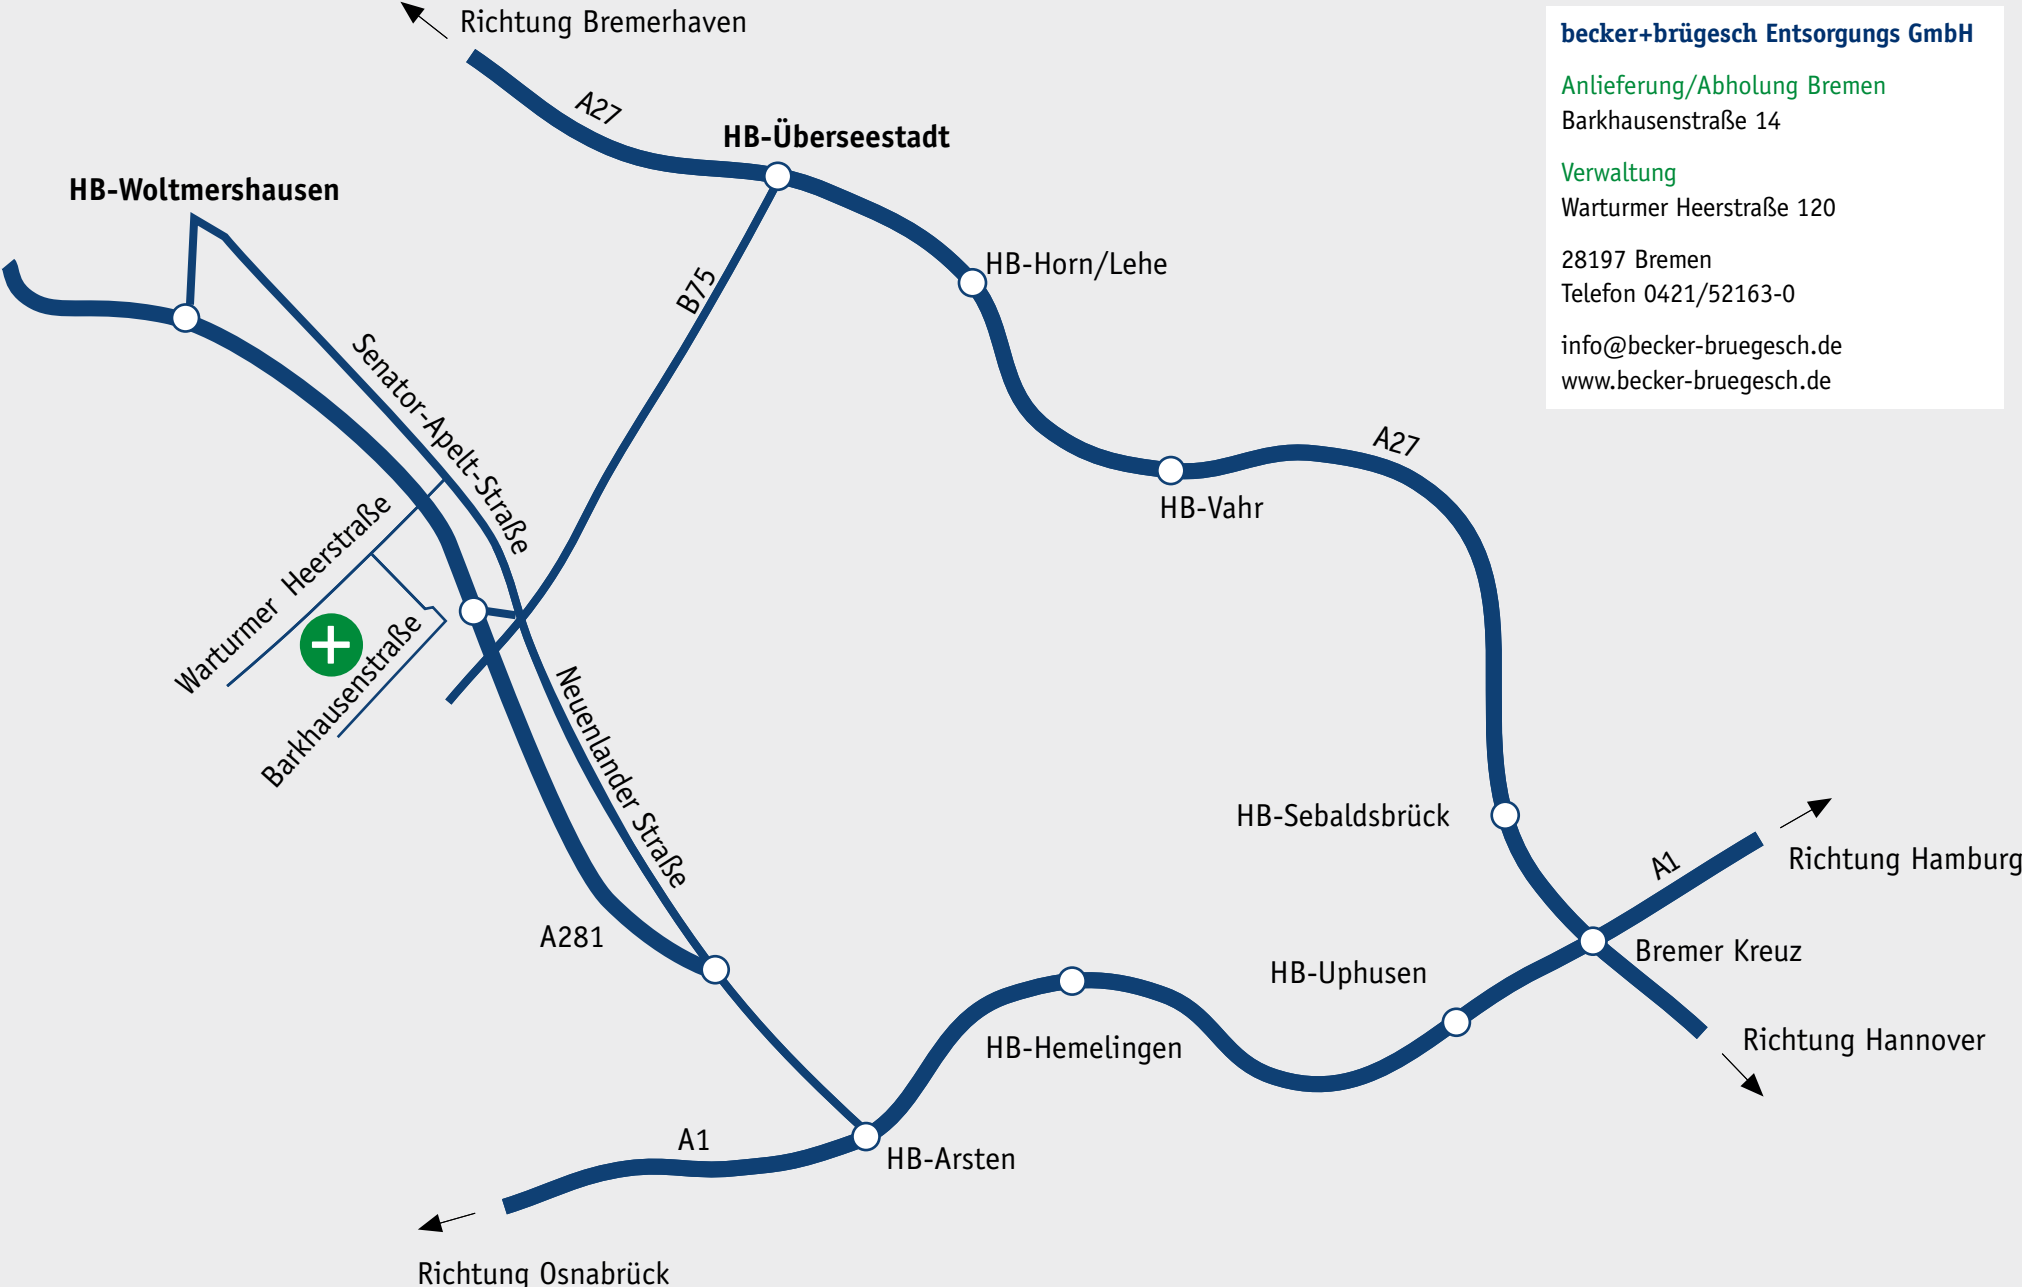 Richtung Bremerhaven
A27
HB-Überseestadt
HB-Woltmershausen
HB-Horn/Lehe
B75
Senator-Apelt-Straße
A27
HB-Vahr
Warturmer Heerstraße
Barkhausenstraße
Neuenlander Straße
HB-Sebaldsbrück
A1
Richtung Hamburg
A281
Bremer Kreuz
HB-Uphusen
HB-Hemelingen
Richtung Hannover
A1
HB-Arsten
Richtung Osnabrück
becker+brügesch Entsorgungs GmbH
Anlieferung/Abholung Bremen
Barkhausenstraße 14
Verwaltung
Warturmer Heerstraße 120
28197 Bremen
Telefon 0421/52163-0
info@becker-bruegesch.de
www.becker-bruegesch.de